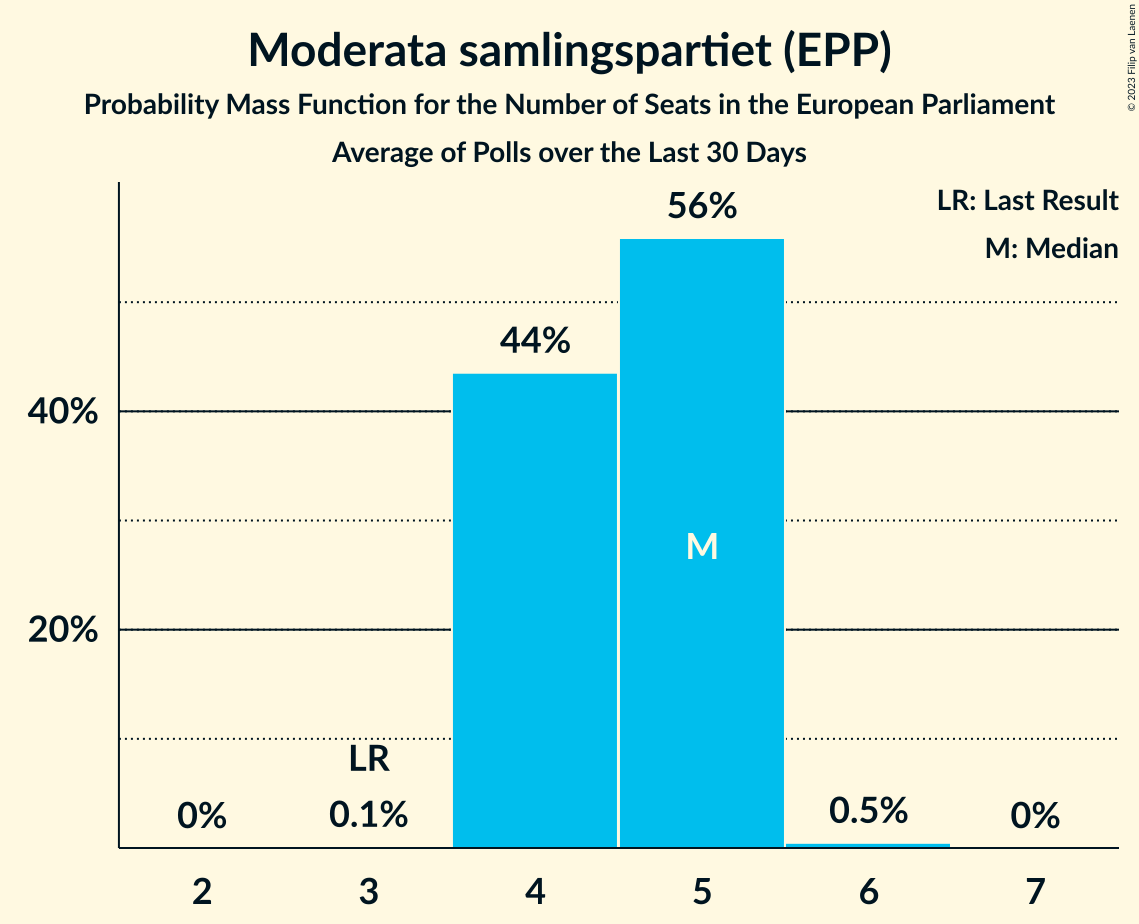 Moderata samlingspartiet (EPP)
Probability Mass Function for the Number of Seats in the European Parliament
Average of Polls over the Last 30 Days
© 2023 Filip van Laenen
LR: Last Result
M: Median
56%
44%
40%
M
20%
LR
0% 0.1% 0.5% 0%
2 3 4 5 6 7